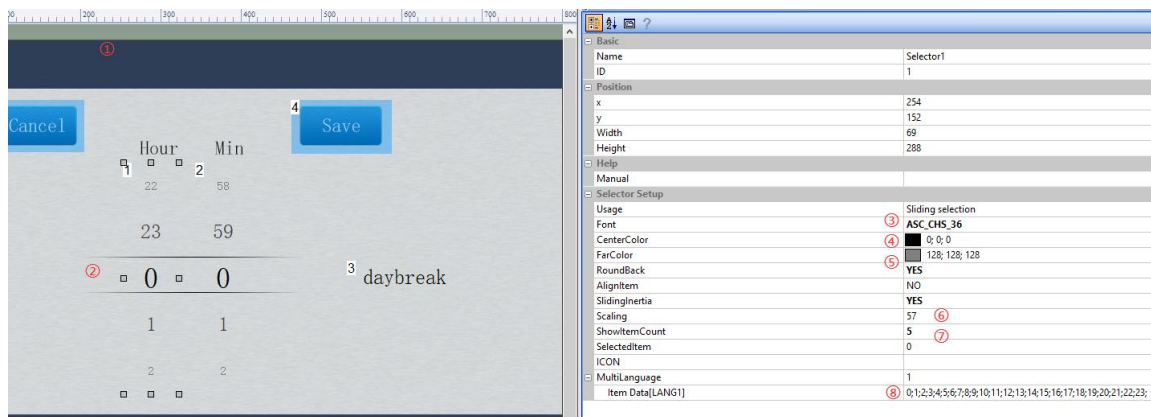 00 200 300 400 500 600 700 800
①
Cancel
4
Save
Hour Min
1 2
22 58
23 59
② 0 0
3 daybreak
1 1
2 2
?
Basic
Name Selector1
ID 1
Position
x 254
y 152
Width 69
Height 288
Help
Manual
Selector Setup
Usage Sliding selection
Font ③ ASC_CHS_36
CenterColor ④ 0; 0; 0
FarColor 128; 128; 128
RoundBack ⑤ YES
AlignItem NO
SlidingInertia YES
Scaling 57 ⑥
ShowItemCount 5 ⑦
SelectedItem 0
ICON
MultiLanguage 1
Item Data[LANG1] ⑧ 0;1;2;3;4;5;6;7;8;9;10;11;12;13;14;15;16;17;18;19;20;21;22;23;